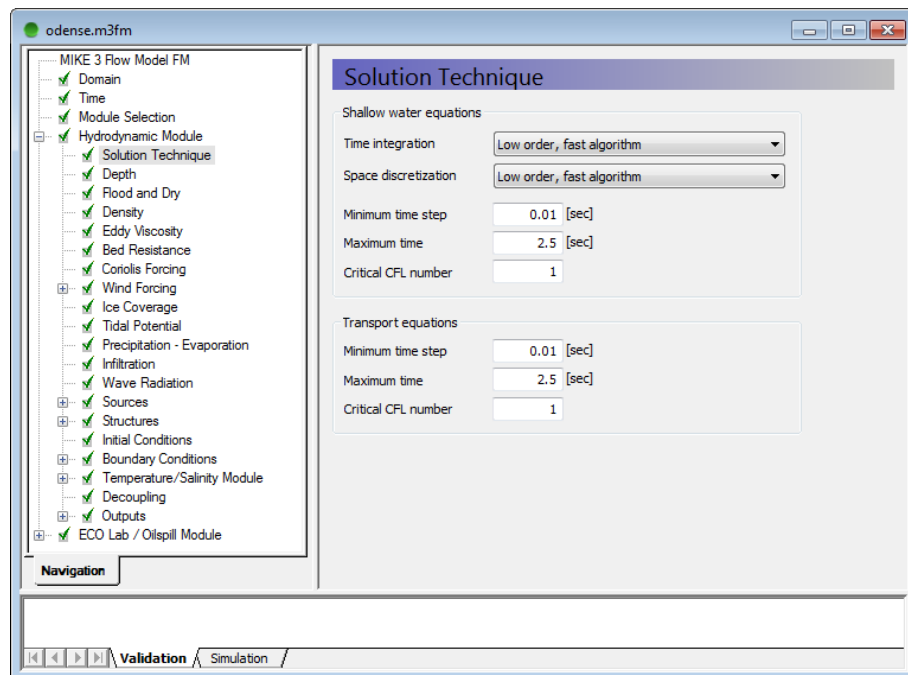 odense.m3fm
MIKE 3 Flow Model FM
Domain
Time
Module Selection
Hydrodynamic Module
Solution Technique
Depth
Flood and Dry
Density
Eddy Viscosity
Bed Resistance
Coriolis Forcing
Wind Forcing
Ice Coverage
Tidal Potential
Precipitation - Evaporation
Infiltration
Wave Radiation
Sources
Structures
Initial Conditions
Boundary Conditions
Temperature/Salinity Module
Decoupling
Outputs
ECO Lab / Oilspill Module
Navigation
Solution Technique
Shallow water equations
Time integration Low order, fast algorithm
Space discretization Low order, fast algorithm
Minimum time step 0.01 [sec]
Maximum time 2.5 [sec]
Critical CFL number 1
Transport equations
Minimum time step 0.01 [sec]
Maximum time 2.5 [sec]
Critical CFL number 1
Validation Simulation